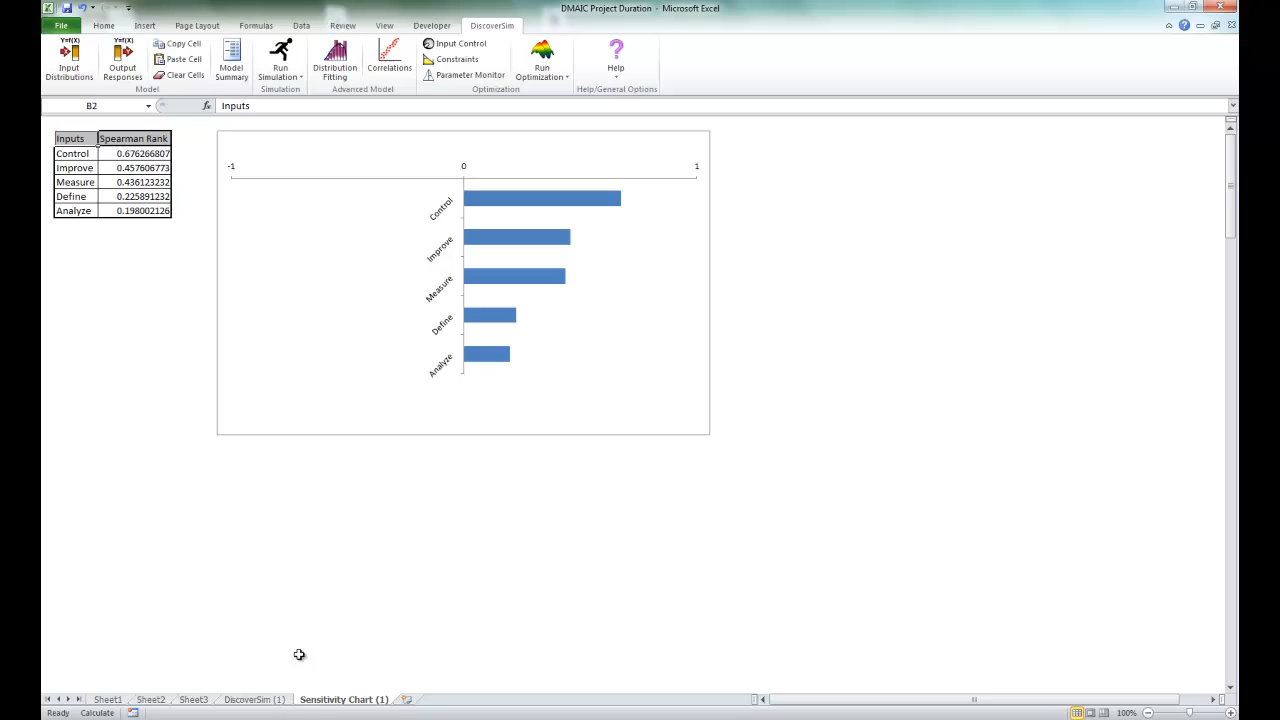 DMAIC Project Duration - Microsoft Excel
File Home Insert Page Layout Formulas Data Review View Developer DiscoverSim
Y=f(X) Input Distributions
Y=f(X) Output Responses
Copy Cell
Paste Cell
Clear Cells
Model Summary
Run Simulation
Distribution Fitting
Correlations
Input Control
Constraints
Parameter Monitor
Run Optimization
Help
Model Simulation Advanced Model Optimization Help/General Options
B2 fx Inputs
Inputs Spearman Rank
Control 0.676266807
Improve 0.457606773
Measure 0.436123232
Define 0.225891232
Analyze 0.198002126
-1 0 1
Control
Improve
Measure
Define
Analyze
Sheet1 Sheet2 Sheet3 DiscoverSim (1) Sensitivity Chart (1)
Ready Calculate 100%